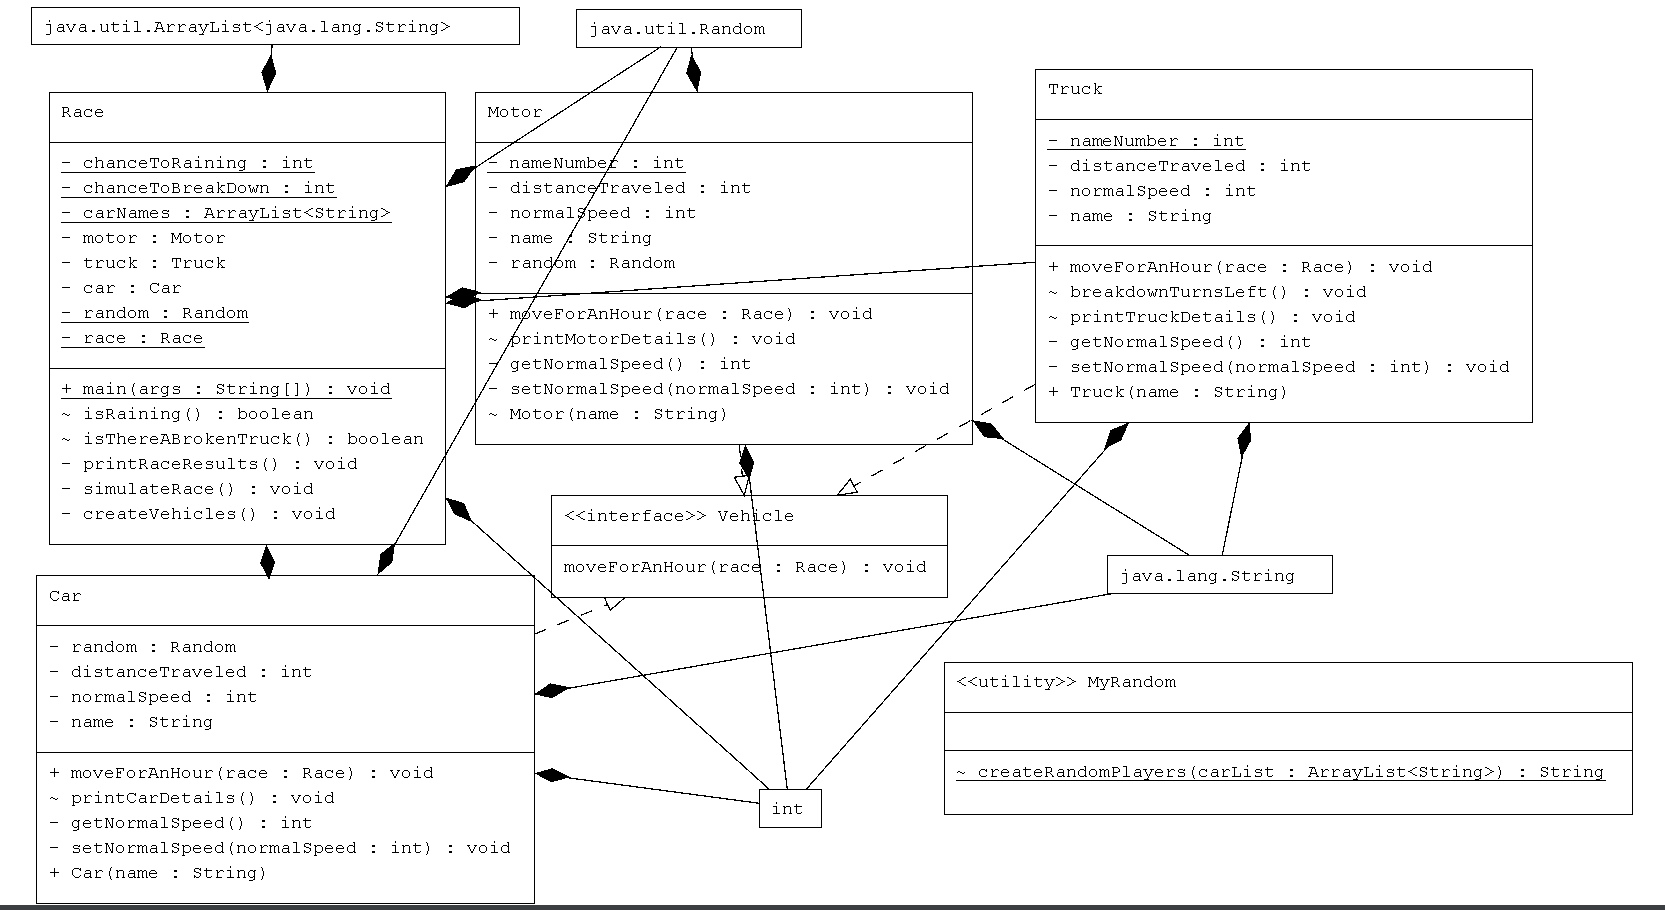 java.util.ArrayList<java.lang.String>
java.util.Random
Race
- chanceToRaining : int
- chanceToBreakDown : int
- carNames : ArrayList<String>
- motor : Motor
- truck : Truck
- car : Car
- random : Random
- race : Race
+ main(args : String[]) : void
~ isRaining() : boolean
~ isThereABrokenTruck() : boolean
- printRaceResults() : void
- simulateRace() : void
- createVehicles() : void
Motor
- nameNumber : int
- distanceTraveled : int
- normalSpeed : int
- name : String
- random : Random
+ moveForAnHour(race : Race) : void
~ printMotorDetails() : void
- getNormalSpeed() : int
- setNormalSpeed(normalSpeed : int) : void
~ Motor(name : String)
Truck
- nameNumber : int
- distanceTraveled : int
- normalSpeed : int
- name : String
+ moveForAnHour(race : Race) : void
~ breakdownTurnsLeft() : void
~ printTruckDetails() : void
- getNormalSpeed() : int
- setNormalSpeed(normalSpeed : int) : void
+ Truck(name : String)
<<interface>> Vehicle
moveForAnHour(race : Race) : void
java.lang.String
Car
- random : Random
- distanceTraveled : int
- normalSpeed : int
- name : String
+ moveForAnHour(race : Race) : void
~ printCarDetails() : void
- getNormalSpeed() : int
- setNormalSpeed(normalSpeed : int) : void
+ Car(name : String)
int
<<utility>> MyRandom
~ createRandomPlayers(carList : ArrayList<String>) : String